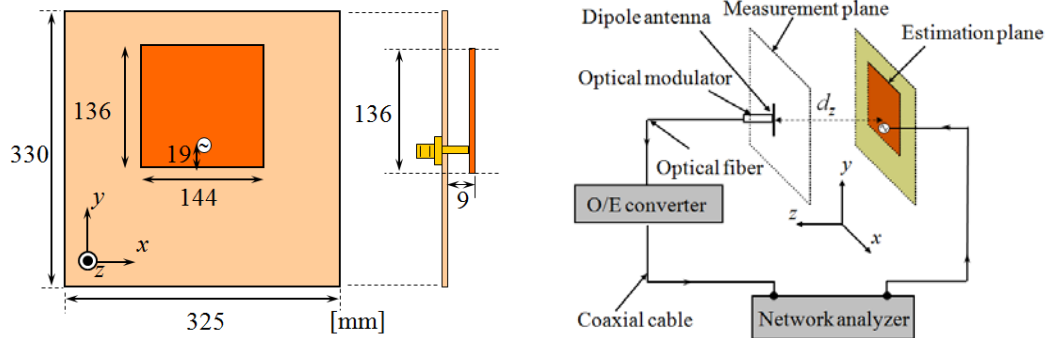 136
330
19
144
y
x
z
325
[mm]
136
9
Dipole antenna
Measurement plane
Estimation plane
Optical modulator
dz
Optical fiber
O/E converter
y
z
x
Coaxial cable
Network analyzer